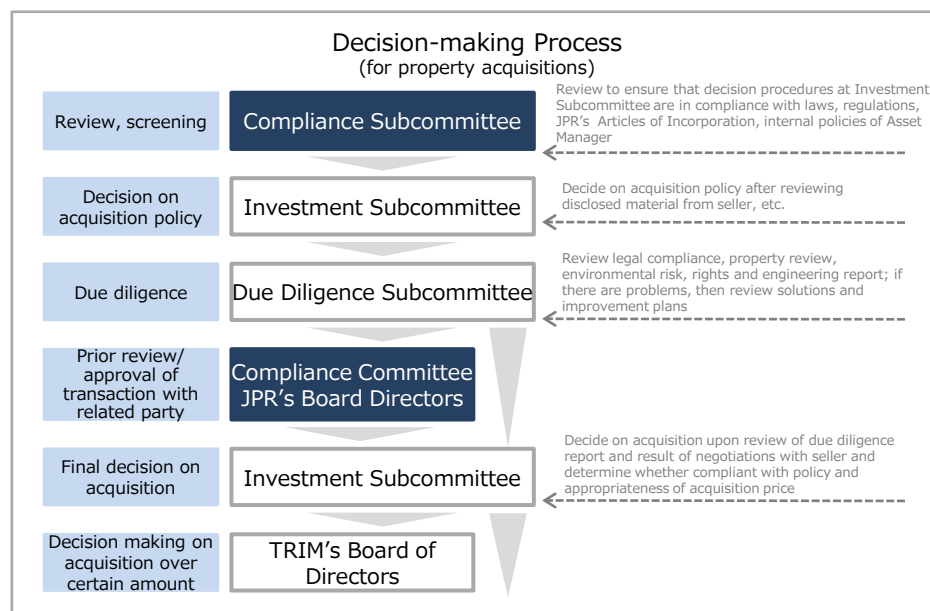 Decision-making Process
(for property acquisitions)
Review, screening
Compliance Subcommittee
Review to ensure that decision procedures at Investment
Subcommittee are in compliance with laws, regulations,
JPR's Articles of Incorporation, internal policies of Asset
Manager
Decision on
acquisition policy
Investment Subcommittee
Decide on acquisition policy after reviewing
disclosed material from seller, etc.
Due diligence
Due Diligence Subcommittee
Review legal compliance, property review,
environmental risk, rights and engineering report; if
there are problems, then review solutions and
improvement plans
Prior review/
approval of
transaction with
related party
Compliance Committee
JPR's Board Directors
Final decision on
acquisition
Investment Subcommittee
Decide on acquisition upon review of due diligence
report and result of negotiations with seller and
determine whether compliant with policy and
appropriateness of acquisition price
Decision making on
acquisition over
certain amount
TRIM's Board of
Directors